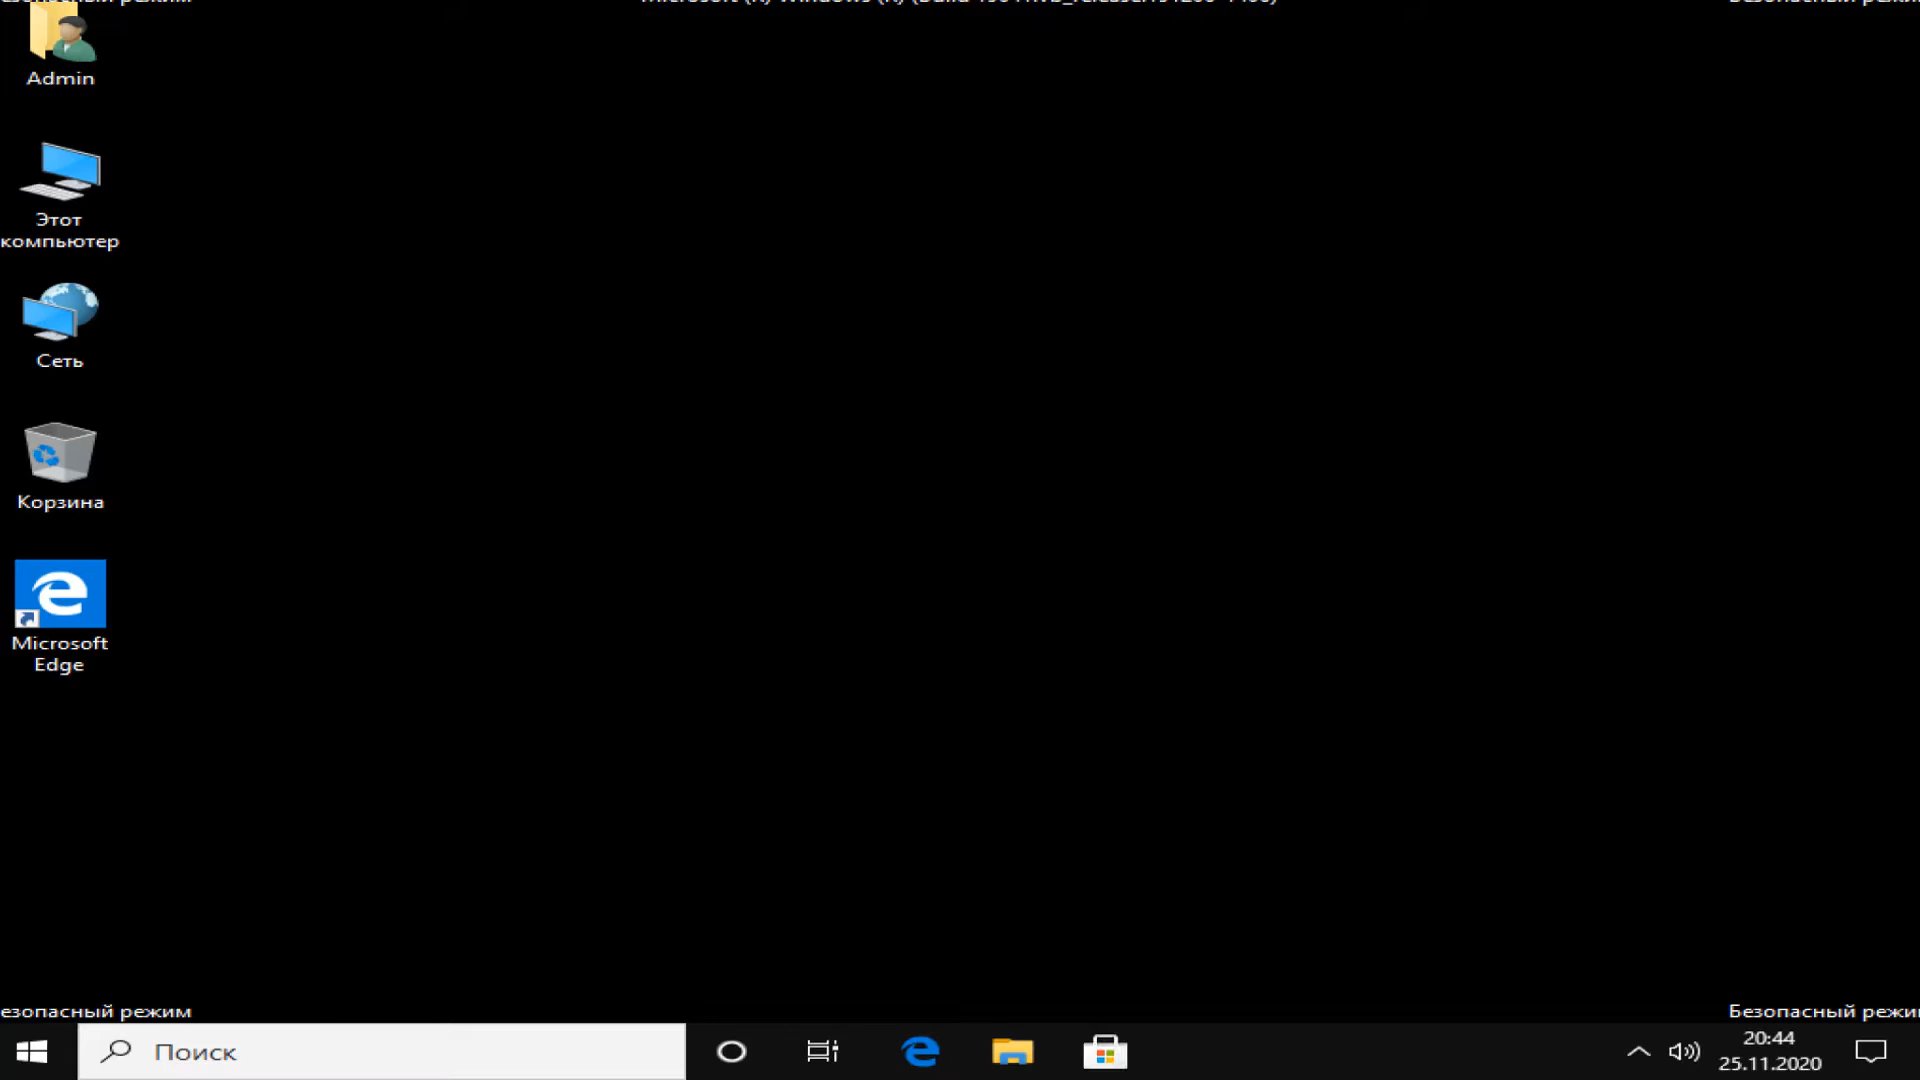 Admin
Этот
компьютер
Сеть
Корзина
Microsoft
Edge
езопасный режим
Безопасный режи
Поиск
20:44
25.11.2020